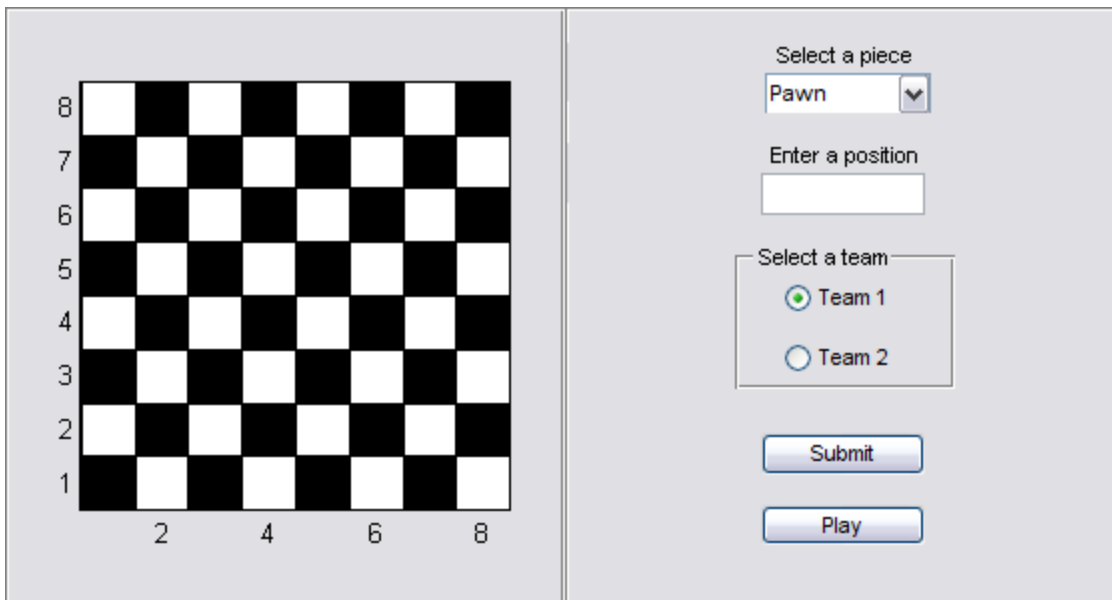 8
7
6
5
4
3
2
1
2 4 6 8
Select a piece
Pawn
Enter a position
Select a team
Team 1
Team 2
Submit
Play